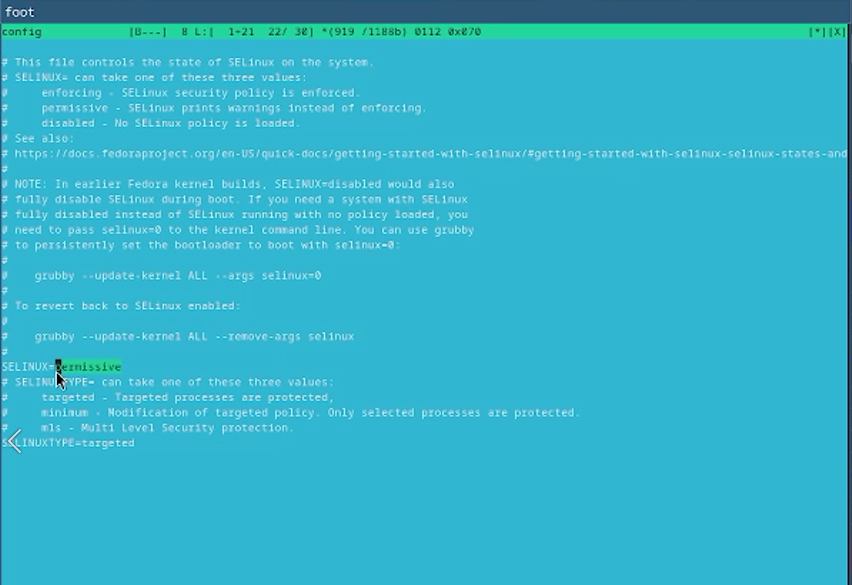 foot
config [B---] 8 L:[ 1+21 22/ 30] *(919 /1188b) 0112 0x070 [*][X]
# This file controls the state of SELinux on the system.
# SELINUX= can take one of these three values:
# enforcing - SELinux security policy is enforced.
# permissive - SELinux prints warnings instead of enforcing.
# disabled - No SELinux policy is loaded.
# See also:
# https://docs.fedoraproject.org/en-US/quick-docs/getting-started-with-selinux/#getting-started-with-selinux-selinux-states-and
#
# NOTE: In earlier Fedora kernel builds, SELINUX=disabled would also
# fully disable SELinux during boot. If you need a system with SELinux
# fully disabled instead of SELinux running with no policy loaded, you
# need to pass selinux=0 to the kernel command line. You can use grubby
# to persistently set the bootloader to boot with selinux=0:
#
# grubby --update-kernel ALL --args selinux=0
#
# To revert back to SELinux enabled:
#
# grubby --update-kernel ALL --remove-args selinux
#
SELINUX=permissive
# SELINUXTYPE= can take one of these three values:
# targeted - Targeted processes are protected,
# minimum - Modification of targeted policy. Only selected processes are protected.
# mls - Multi Level Security protection.
SELINUXTYPE=targeted